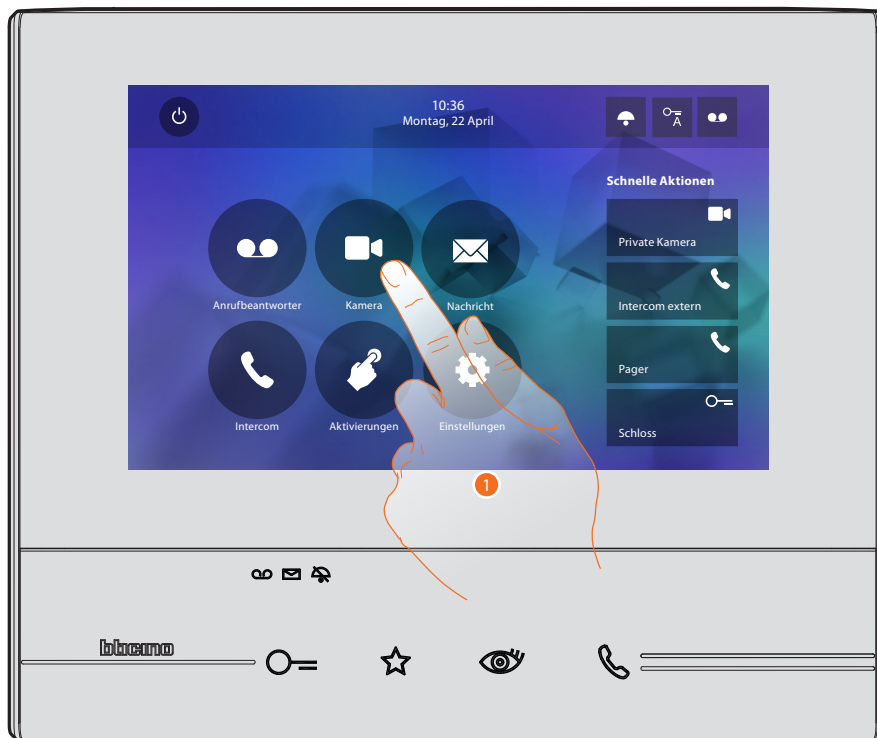 10:36
Montag, 22 April
A
Schnelle Aktionen
Private Kamera
Anrufbeantworter
Kamera
Nachricht
Intercom extern
Pager
Intercom
Aktivierungen
Einstellungen
Schloss
1
bticino